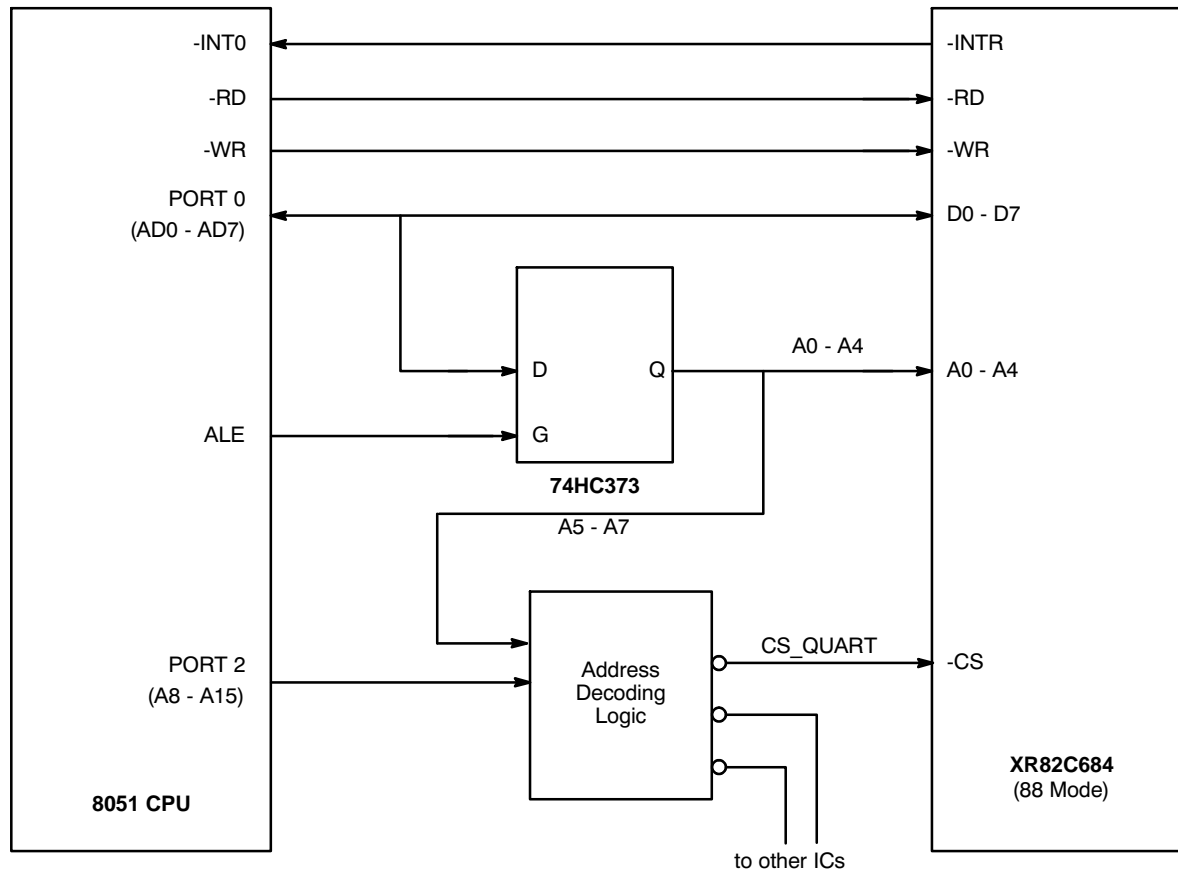 -INT0
-INTR
-RD
-RD
-WR
-WR
PORT 0
(AD0 - AD7)
D0 - D7
D
Q
A0 - A4
A0 - A4
ALE
G
74HC373
A5 - A7
PORT 2
(A8 - A15)
Address
Decoding
Logic
CS_QUART
-CS
8051 CPU
XR82C684
(88 Mode)
to other ICs